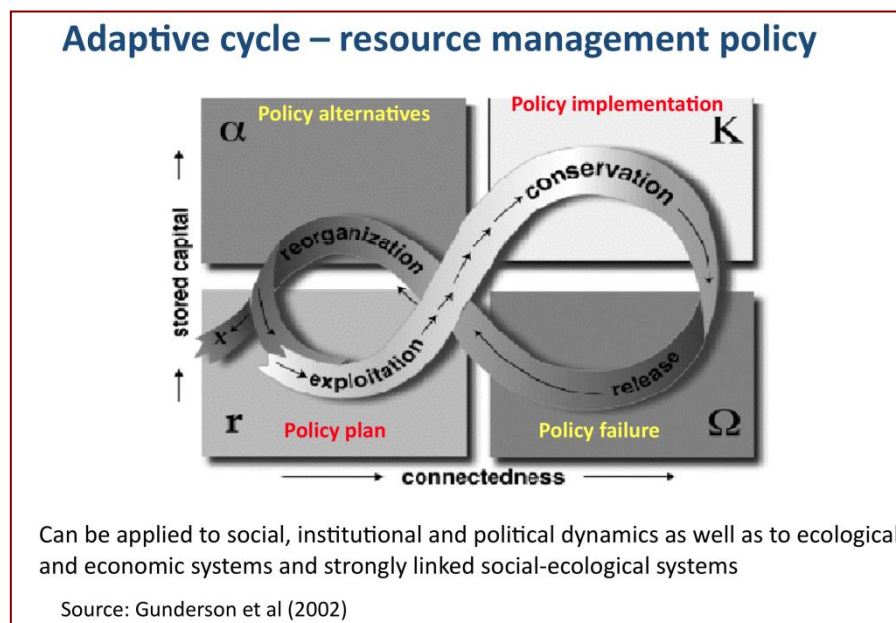 Adaptive cycle – resource management policy
α
Policy alternatives
Policy implementation
K
stored capital
reorganization
conservation
x
exploitation
release
r
Policy plan
Policy failure
Ω
connectedness
Can be applied to social, institutional and political dynamics as well as to ecological
and economic systems and strongly linked social-ecological systems
Source: Gunderson et al (2002)